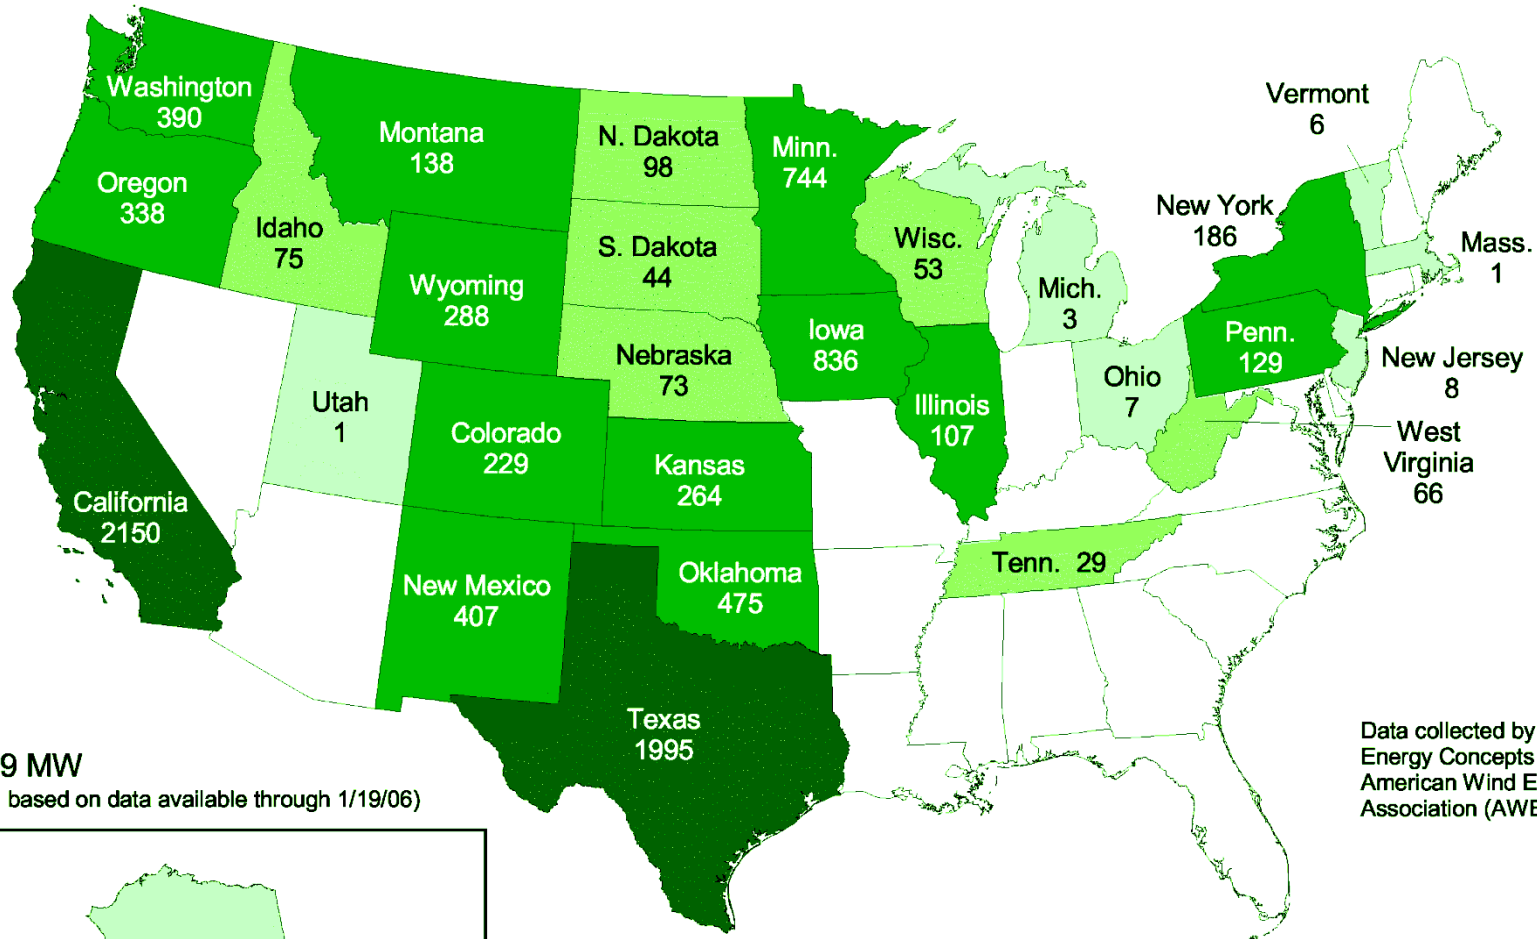 Washington
390
Oregon
338
California
2150
Idaho
75
Montana
138
Wyoming
288
Utah
1
Colorado
229
New Mexico
407
N. Dakota
98
S. Dakota
44
Nebraska
73
Kansas
264
Oklahoma
475
Texas
1995
Minn.
744
Iowa
836
Wisc.
53
Illinois
107
Mich.
3
Ohio
7
Tenn. 29
Vermont
6
New York
186
Mass.
1
Penn.
129
New Jersey
8
West
Virginia
66
9 MW
based on data available through 1/19/06)
Data collected by
Energy Concepts
American Wind E
Association (AWE